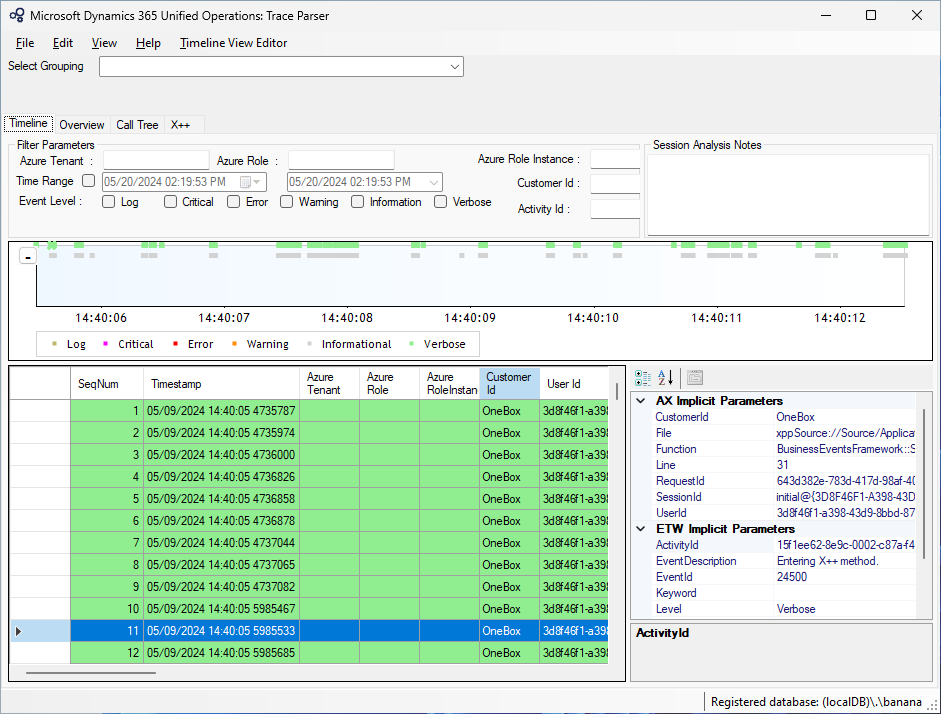 Microsoft Dynamics 365 Unified Operations: Trace Parser
File Edit View Help Timeline View Editor
Select Grouping
Timeline Overview Call Tree X++
Filter Parameters
Azure Tenant : Azure Role : Azure Role Instance :
Time Range 05/20/2024 02:19:53 PM 05/20/2024 02:19:53 PM Customer Id :
Event Level : Log Critical Error Warning Information Verbose Activity Id :
Session Analysis Notes
-
14:40:06 14:40:07 14:40:08 14:40:09 14:40:10 14:40:11 14:40:12
Log Critical Error Warning Informational Verbose
SeqNum Timestamp Azure Tenant Azure Role Azure RoleInstan Customer Id User Id
1 05/09/2024 14:40:05 4735787 OneBox 3d8f46f1-a398
2 05/09/2024 14:40:05 4735974 OneBox 3d8f46f1-a398
3 05/09/2024 14:40:05 4736000 OneBox 3d8f46f1-a398
4 05/09/2024 14:40:05 4736826 OneBox 3d8f46f1-a398
5 05/09/2024 14:40:05 4736858 OneBox 3d8f46f1-a398
6 05/09/2024 14:40:05 4736878 OneBox 3d8f46f1-a398
7 05/09/2024 14:40:05 4737044 OneBox 3d8f46f1-a398
8 05/09/2024 14:40:05 4737065 OneBox 3d8f46f1-a398
9 05/09/2024 14:40:05 4737082 OneBox 3d8f46f1-a398
10 05/09/2024 14:40:05 5985467 OneBox 3d8f46f1-a398
11 05/09/2024 14:40:05 5985533 OneBox 3d8f46f1-a398
12 05/09/2024 14:40:05 5985685 OneBox 3d8f46f1-a398
AX Implicit Parameters
CustomerId OneBox
File xppSource://Source/Applica
Function BusinessEventsFramework::S
Line 31
RequestId 643d382e-783d-417d-98af-40
SessionId initial@{3D8F46F1-A398-43D
UserId 3d8f46f1-a398-43d9-8bbd-87
ETW Implicit Parameters
ActivityId 15f1ee62-8e9c-0002-c87a-f4
EventDescription Entering X++ method.
EventId 24500
Keyword
Level Verbose
ActivityId
Registered database: (localDB)\.\banana